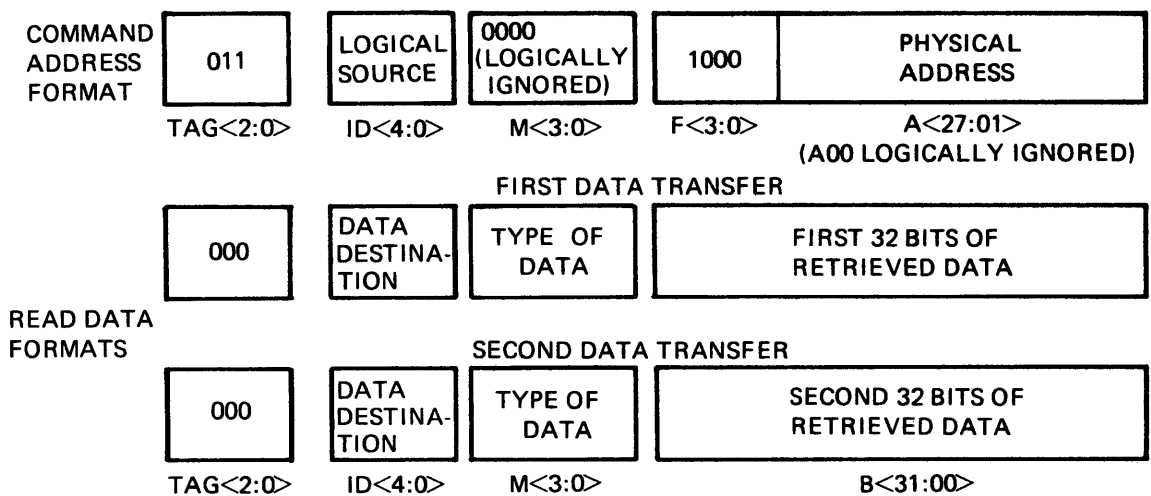 COMMAND
ADDRESS
FORMAT
011
LOGICAL
SOURCE
0000
(LOGICALLY
IGNORED)
1000
PHYSICAL
ADDRESS
TAG<2:0>
ID<4:0>
M<3:0>
F<3:0>
A<27:01>
(A00 LOGICALLY IGNORED)
FIRST DATA TRANSFER
000
DATA
DESTINA-
TION
TYPE OF
DATA
FIRST 32 BITS OF
RETRIEVED DATA
READ DATA
FORMATS
SECOND DATA TRANSFER
000
DATA
DESTINA-
TION
TYPE OF
DATA
SECOND 32 BITS OF
RETRIEVED DATA
TAG<2:0>
ID<4:0>
M<3:0>
B<31:00>